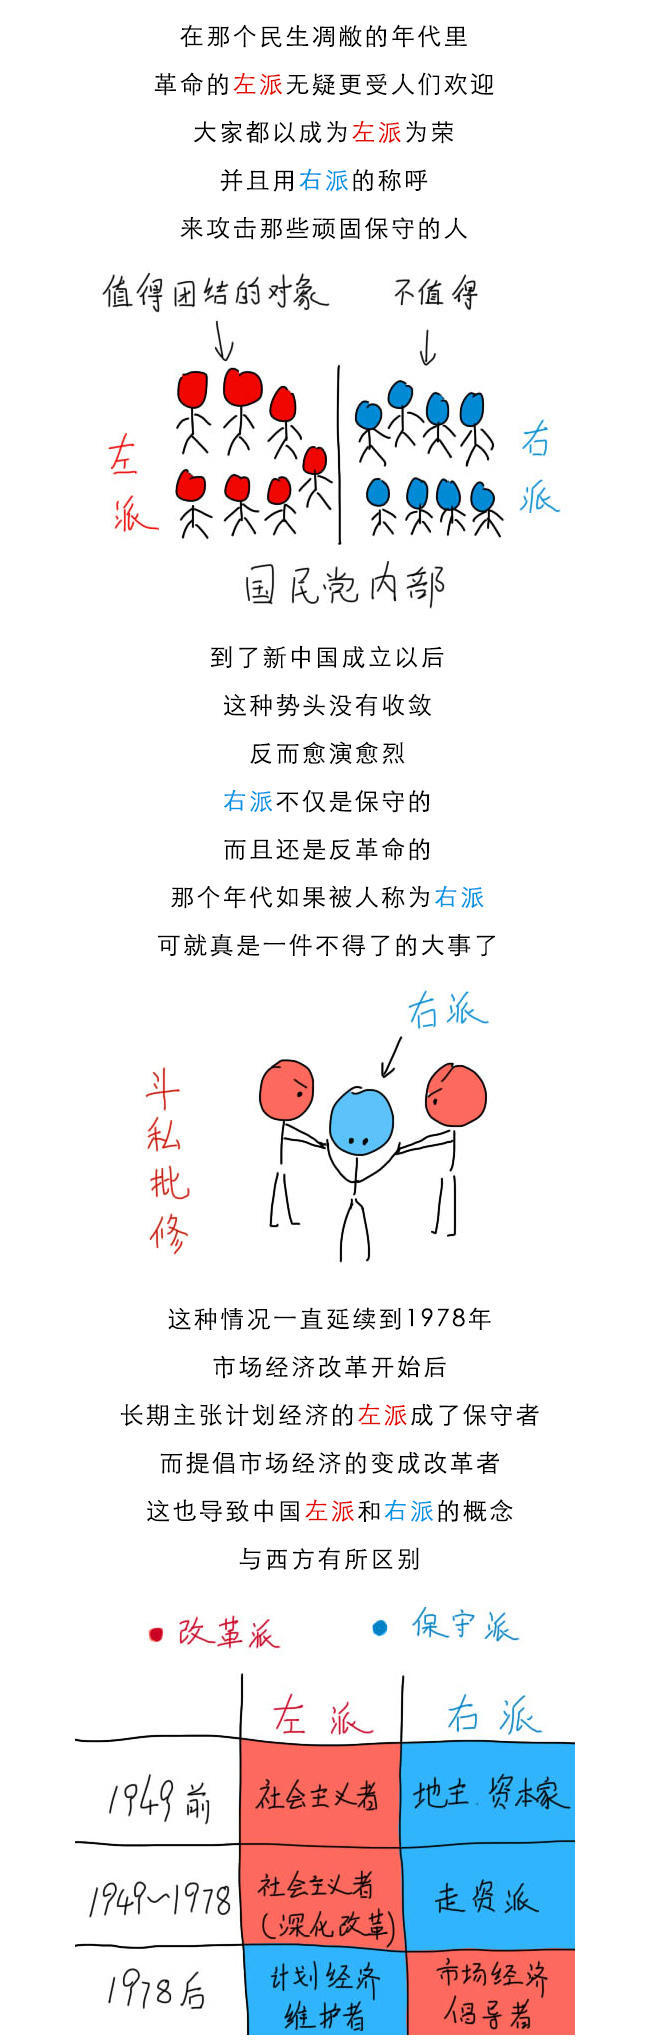 在那个民生凋敝的年代里
革命的左派无疑更受人们欢迎
大家都以成为左派为荣
并且用右派的称呼
来攻击那些顽固保守的人
值得团结的对象 不值得
左派
右派
国民党内部
到了新中国成立以后
这种势头没有收敛
反而愈演愈烈
右派不仅是保守的
而且还是反革命的
那个年代如果被人称为右派
可就真是一件不得了的大事了
右派
斗私批修
这种情况一直延续到1978年
市场经济改革开始后
长期主张计划经济的左派成了保守者
而提倡市场经济的变成改革者
这也导致中国左派和右派的概念
与西方有所区别
改革派 保守派
左派 右派
1949前 社会主义者 地主.资本家
1949～1978 社会主义者 走资派
(深化改革)
1978后 计划经济 市场经济
维护者 倡导者